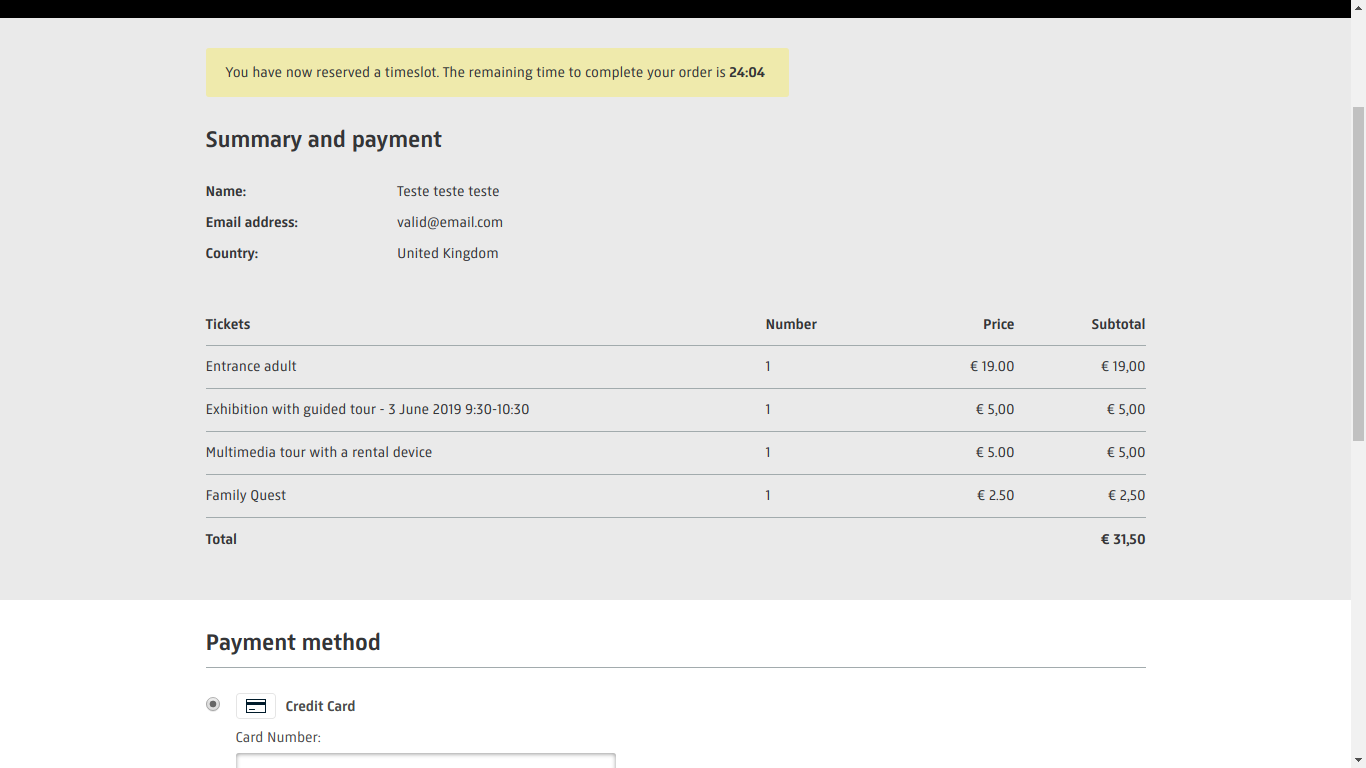 You have now reserved a timeslot. The remaining time to complete your order is 24:04
Summary and payment
Name: Teste teste teste
Email address: valid@email.com
Country: United Kingdom
Tickets Number Price Subtotal
Entrance adult 1 € 19.00 € 19,00
Exhibition with guided tour - 3 June 2019 9:30-10:30 1 € 5,00 € 5,00
Multimedia tour with a rental device 1 € 5.00 € 5,00
Family Quest 1 € 2.50 € 2,50
Total € 31,50
Payment method
Credit Card
Card Number: